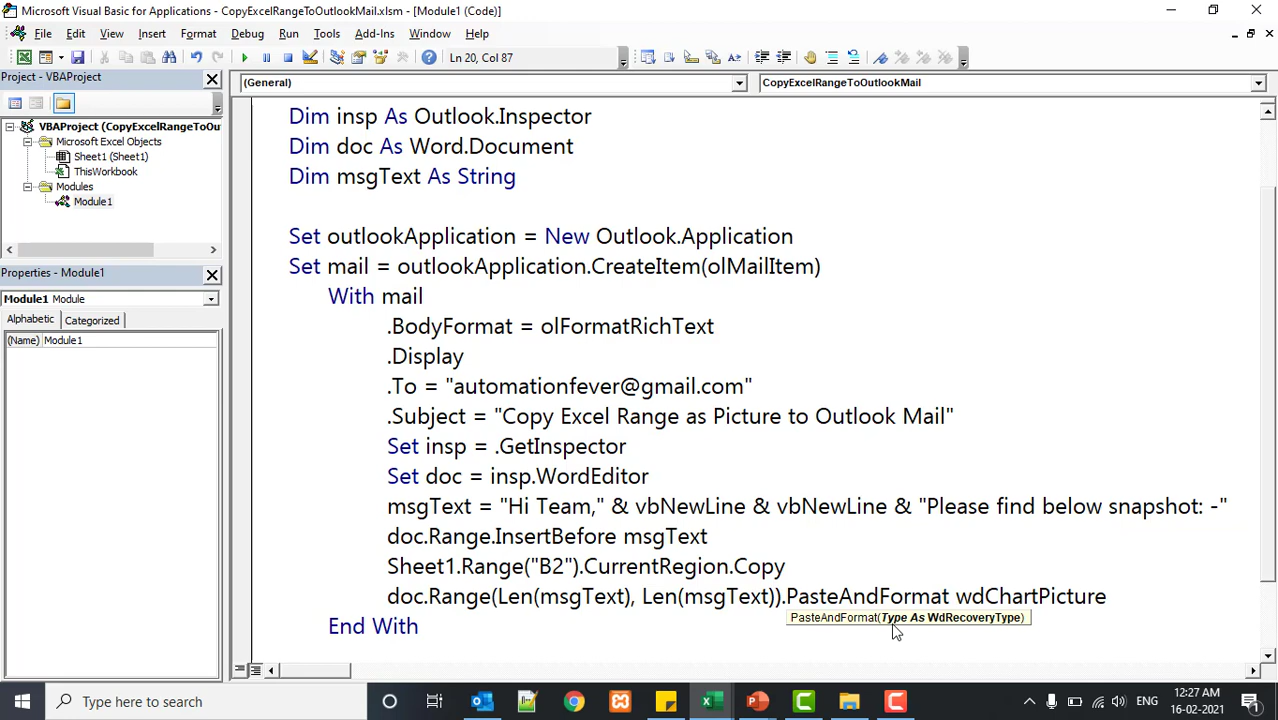 Microsoft Visual Basic for Applications - CopyExcelRangeToOutlookMail.xlsm - [Module1 (Code)]
File Edit View Insert Format Debug Run Tools Add-Ins Window Help
Ln 20, Col 87
Project - VBAProject
(General)
CopyExcelRangeToOutlookMail
VBAProject (CopyExcelRangeToOu
Microsoft Excel Objects
Sheet1 (Sheet1)
ThisWorkbook
Modules
Module1
Properties - Module1
Module1 Module
Alphabetic Categorized
(Name) Module1
Dim insp As Outlook.Inspector
Dim doc As Word.Document
Dim msgText As String
Set outlookApplication = New Outlook.Application
Set mail = outlookApplication.CreateItem(olMailItem)
With mail
.BodyFormat = olFormatRichText
.Display
.To = "automationfever@gmail.com"
.Subject = "Copy Excel Range as Picture to Outlook Mail"
Set insp = .GetInspector
Set doc = insp.WordEditor
msgText = "Hi Team," & vbNewLine & vbNewLine & "Please find below snapshot: -"
doc.Range.InsertBefore msgText
Sheet1.Range("B2").CurrentRegion.Copy
doc.Range(Len(msgText), Len(msgText)).PasteAndFormat wdChartPicture
PasteAndFormat(Type As WdRecoveryType)
End With
Type here to search
ENG
12:27 AM
16-02-2021